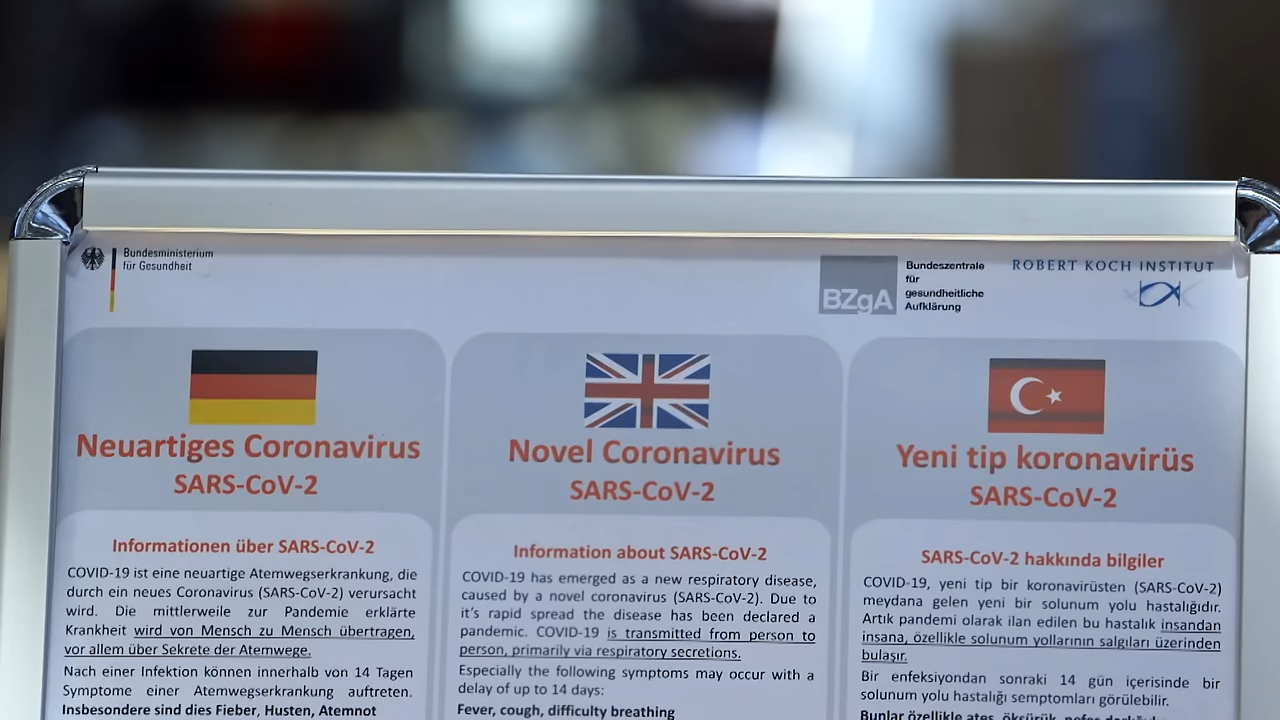 Bundesministerium
für Gesundheit
BZgA
Bundeszentrale
für
gesundheitliche
Aufklärung
ROBERT KOCH INSTITUT
Neuartiges Coronavirus
SARS-CoV-2
Informationen über SARS-CoV-2
COVID-19 ist eine neuartige Atemwegserkrankung, die
durch ein neues Coronavirus (SARS-CoV-2) verursacht
wird. Die mittlerweile zur Pandemie erklärte
Krankheit wird von Mensch zu Mensch übertragen,
vor allem über Sekrete der Atemwege.
Nach einer Infektion können innerhalb von 14 Tagen
Symptome einer Atemwegserkrankung auftreten.
Insbesondere sind dies Fieber, Husten, Atemnot
Novel Coronavirus
SARS-CoV-2
Information about SARS-CoV-2
COVID-19 has emerged as a new respiratory disease,
caused by a novel coronavirus (SARS-CoV-2). Due to
it's rapid spread the disease has been declared a
pandemic. COVID-19 is transmitted from person to
person, primarily via respiratory secretions.
Especially the following symptoms may occur with a
delay of up to 14 days:
Fever, cough, difficulty breathing
Yeni tip koronavirüs
SARS-CoV-2
SARS-CoV-2 hakkında bilgiler
COVID-19, yeni tip bir koronavirüsten (SARS-CoV-2)
meydana gelen yeni bir solunum yolu hastalığıdır.
Artık pandemi olarak ilan edilen bu hastalık insandan
insana, özellikle solunum yollarının salgıları üzerinden
bulaşır.
Bir enfeksiyondan sonraki 14 gün içerisinde bir
solunum yolu hastalığı semptomları görülebilir.
Bunlar özellikle ateş, öksürük, nefes darlığıdır